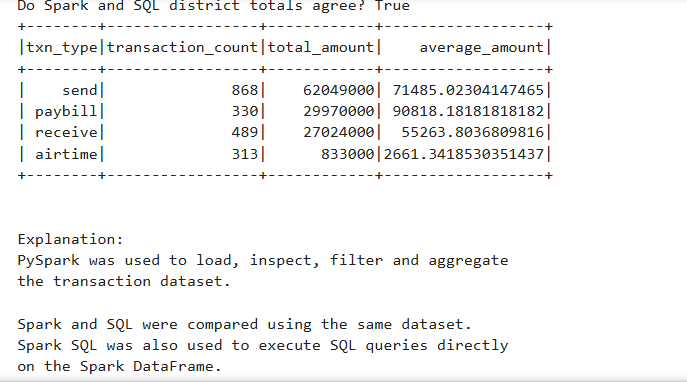 Do Spark and SQL district totals agree? True
+--------+-----------------+------------+------------------+
|txn_type|transaction_count|total_amount|    average_amount|
+--------+-----------------+------------+------------------+
|    send|              868|    62049000| 71485.02304147465|
| paybill|              330|    29970000| 90818.18181818182|
| receive|              489|    27024000|  55263.8036809816|
| airtime|              313|      833000|2661.3418530351437|
+--------+-----------------+------------+------------------+
Explanation:
PySpark was used to load, inspect, filter and aggregate
the transaction dataset.
Spark and SQL were compared using the same dataset.
Spark SQL was also used to execute SQL queries directly
on the Spark DataFrame.